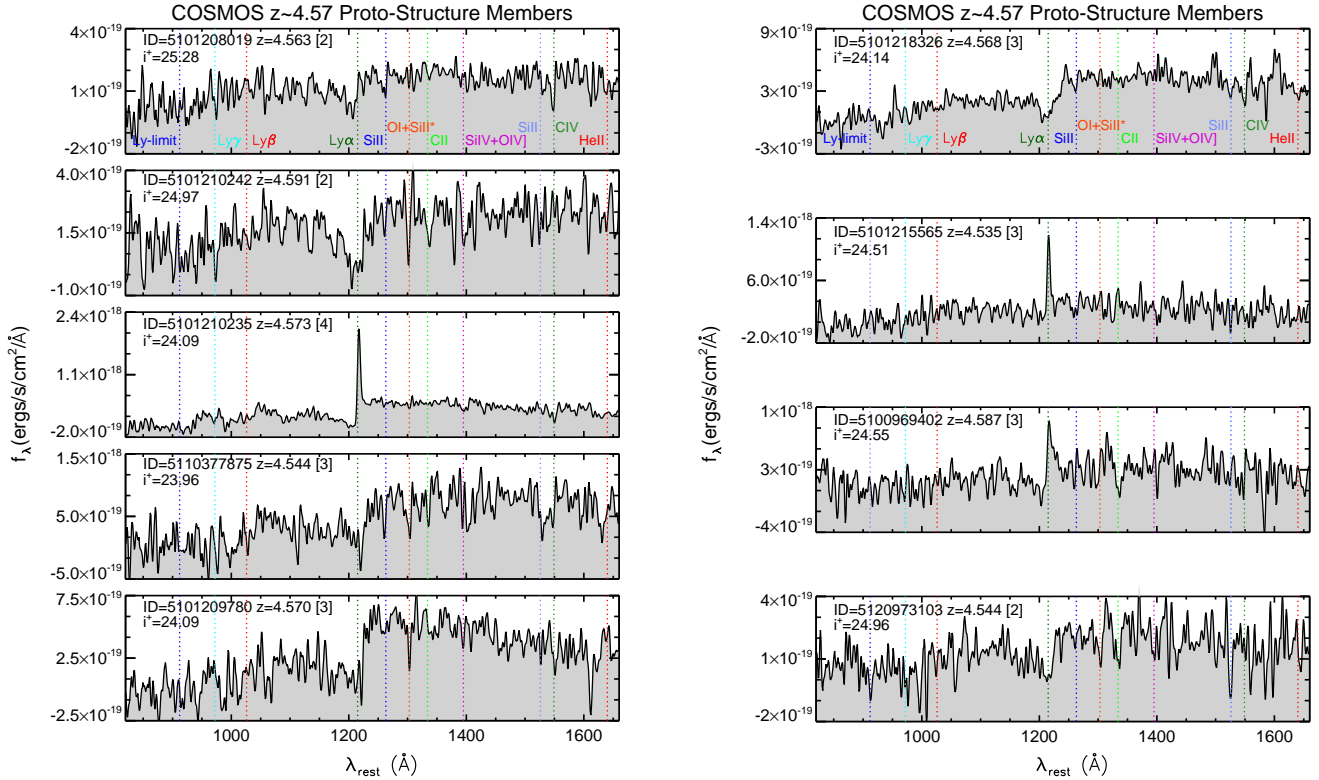 COSMOS z~4.57 Proto-Structure Members
ID=5101208019 z=4.563 [2]
i+=25.28
4×10-19
1×10-19
-2×10-19
Ly-limit Lyγ Lyβ Lyα SiII OI+SiII* CII SiIV+OIV] SiII CIV HeII
ID=5101210242 z=4.591 [2]
i+=24.97
4.0×10-19
1.5×10-19
-1.0×10-19
ID=5101210235 z=4.573 [4]
i+=24.09
2.4×10-18
1.1×10-18
-2.0×10-19
ID=5110377875 z=4.544 [3]
i+=23.96
1.5×10-18
5.0×10-19
-5.0×10-19
ID=5101209780 z=4.570 [3]
i+=24.09
7.5×10-19
2.5×10-19
-2.5×10-19
1000 1200 1400 1600
fλ(ergs/s/cm2/Å)
λrest (Å)
COSMOS z~4.57 Proto-Structure Members
ID=5101218326 z=4.568 [3]
i+=24.14
9×10-19
3×10-19
-3×10-19
Ly-limit Lyγ Lyβ Lyα SiII OI+SiII* CII SiIV+OIV] SiII CIV HeII
ID=5101215565 z=4.535 [3]
i+=24.51
1.4×10-18
6.0×10-19
-2.0×10-19
ID=5100969402 z=4.587 [3]
i+=24.55
1×10-18
3×10-19
-4×10-19
ID=5120973103 z=4.544 [2]
i+=24.96
4×10-19
1×10-19
-2×10-19
1000 1200 1400 1600
fλ(ergs/s/cm2/Å)
λrest (Å)